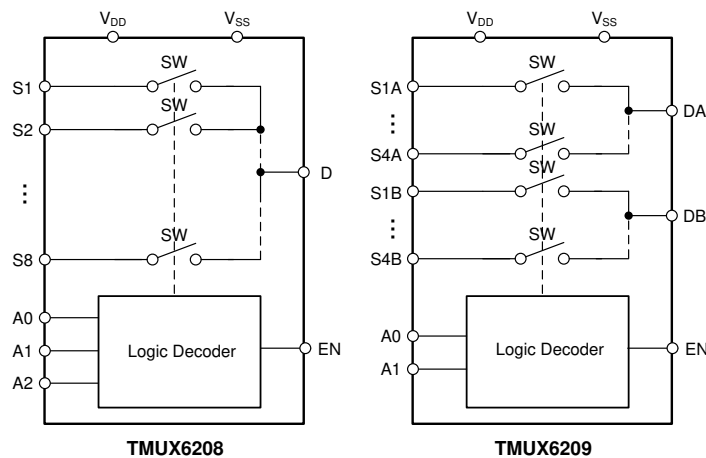 VDD VSS
SW
S1
SW
S2
D
...
SW
S8
A0
A1
A2
Logic Decoder
EN
TMUX6208
VDD VSS
SW
S1A
DA
...
SW
S4A
SW
S1B
DB
...
SW
S4B
A0
A1
Logic Decoder
EN
TMUX6209